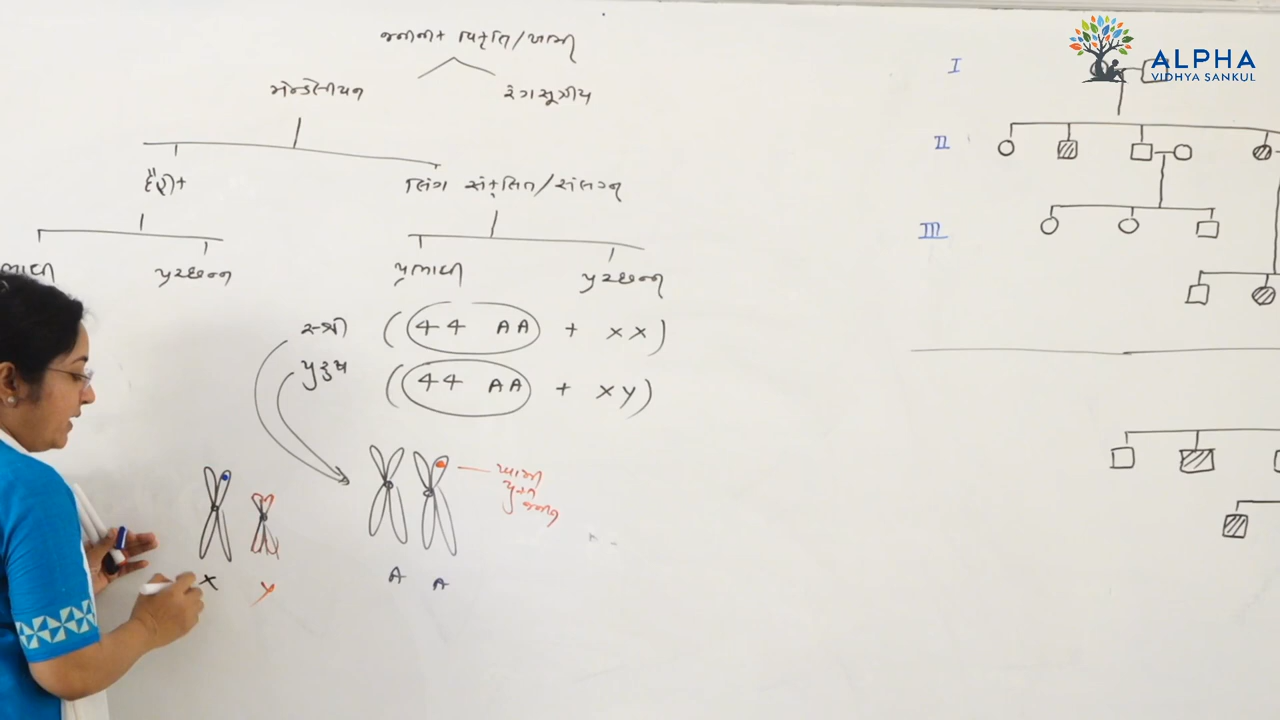 જનીનિક વિકૃતિ/ખામી
મેન્ડેલીયન
રંગસૂત્રીય
દૈહિક
લિંગ સંકલિત/સંલગ્ન
પ્રચ્છન્ન
પ્રભાવી
પ્રચ્છન્ન
સ્ત્રી (44 AA + XX)
પુરુષ (44 AA + XY)
ખામી
યુક્ત
જનીન
X
Y
A
A
I
II
III
ALPHA
VIDHYA SANKUL